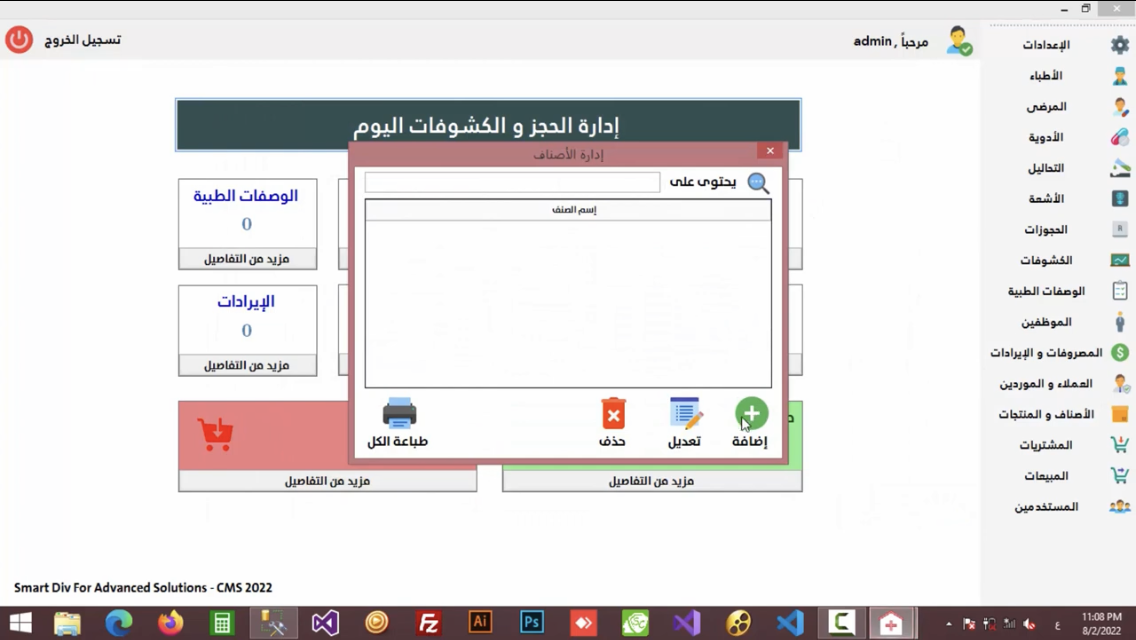 مرحباً , admin
تسجيل الخروج
الإعدادات
الأطباء
المرضى
الأدوية
التحاليل
الأشعة
الحجوزات
الكشوفات
الوصفات الطبية
الموظفين
المصروفات و الإيرادات
العملاء و الموردين
الأصناف و المنتجات
المشتريات
المبيعات
المستخدمين
إدارة الحجز و الكشوفات اليوم
إدارة الأصناف
يحتوى على
إسم الصنف
إضافة
تعديل
حذف
طباعة الكل
الوصفات الطبية
0
مزيد من التفاصيل
الإيرادات
0
مزيد من التفاصيل
مزيد من التفاصيل
مزيد من التفاصيل
Smart Div For Advanced Solutions - CMS 2022
Ai
Ps
ع
11:08 PM
8/2/2022